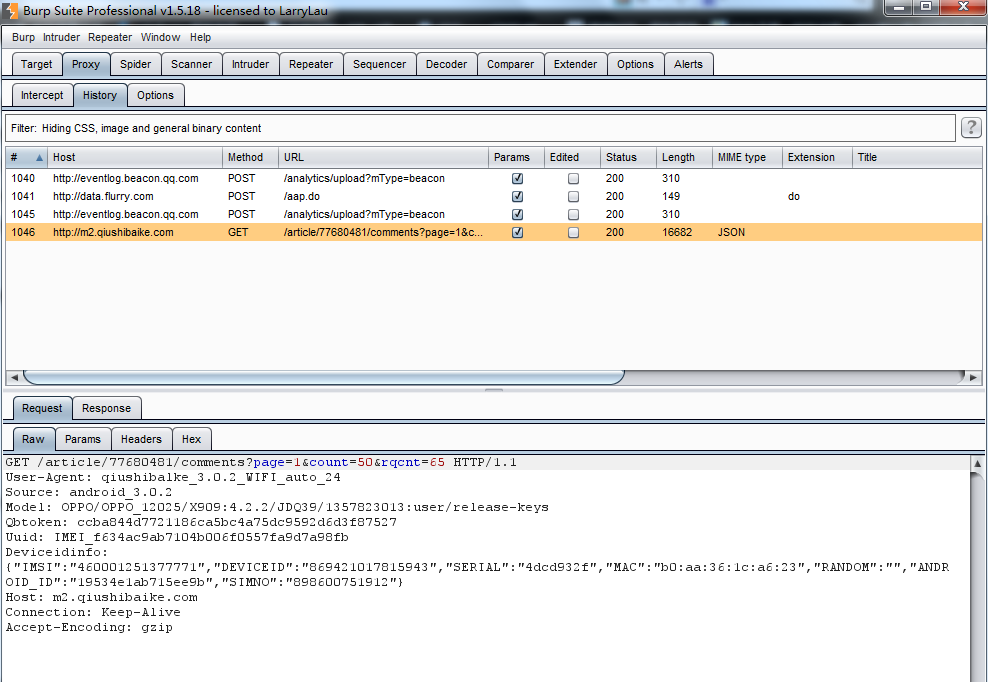 Burp Suite Professional v1.5.18 - licensed to LarryLau
Burp Intruder Repeater Window Help
Target Proxy Spider Scanner Intruder Repeater Sequencer Decoder Comparer Extender Options Alerts
Intercept History Options
Filter: Hiding CSS, image and general binary content
?
# Host Method URL Params Edited Status Length MIME type Extension Title
1040 http://eventlog.beacon.qq.com POST /analytics/upload?mType=beacon 200 310
1041 http://data.flurry.com POST /aap.do 200 149 do
1045 http://eventlog.beacon.qq.com POST /analytics/upload?mType=beacon 200 310
1046 http://m2.qiushibaike.com GET /article/77680481/comments?page=1&c... 200 16682 JSON
Request Response
Raw Params Headers Hex
GET /article/77680481/comments?page=1&count=50&rqcnt=65 HTTP/1.1
User-Agent: qiushibalke_3.0.2_WIFI_auto_24
Source: android_3.0.2
Model: OPPO/OPPO_12025/X909:4.2.2/JDQ39/1357823013:user/release-keys
Qbtoken: ccba844d7721186ca5bc4a75dc9592d6d3f87527
Uuid: IMEI_f634ac9ab7104b006f0557fa9d7a98fb
Deviceidinfo:
{"IMSI":"460001251377771","DEVICEID":"869421017815943","SERIAL":"4dcd932f","MAC":"b0:aa:36:1c:a6:23","RANDOM":"","ANDR
OID_ID":"19534e1ab715ee9b","SIMNO":"898600751912"}
Host: m2.qiushibaike.com
Connection: Keep-Alive
Accept-Encoding: gzip